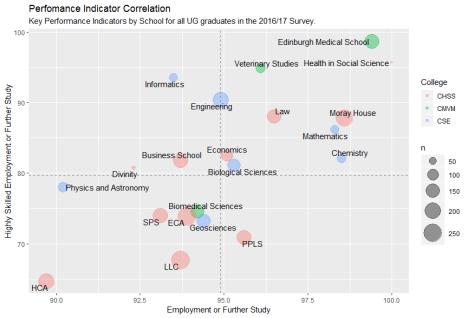 Perfomance Indicator Correlation
Key Performance Indicators by School for all UG graduates in the 2016/17 Survey.
Highly Skilled Employment or Further Study
100
90
80
70
Edinburgh Medical School
Veterinary Studies
Health in Social Science
Informatics
Engineering
Law
Moray House
Mathematics
Economics
Chemistry
Business School
Biological Sciences
Divinity
Physics and Astronomy
Biomedical Sciences
SPS
ECA
Geosciences
PPLS
LLC
HCA
90.0
92.5
95.0
97.5
100.0
Employment or Further Study
College
CHSS
CMVM
CSE
n
50
100
150
200
250